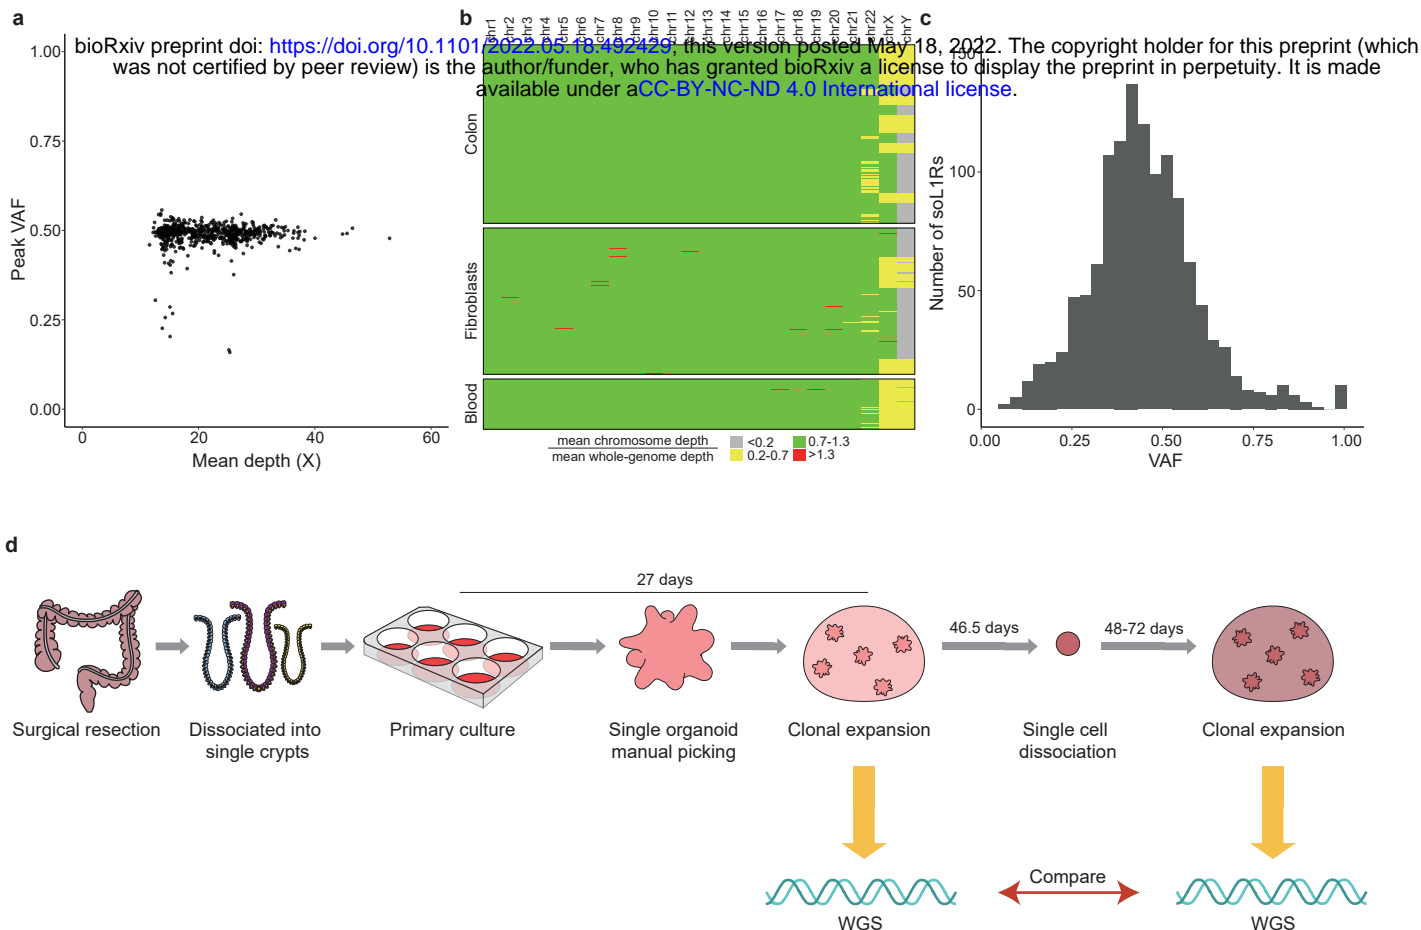 a
b
c
bioRxiv preprint doi: https://doi.org/10.1101/2022.05.18.492429; this version posted May 18, 2022. The copyright holder for this preprint (which
was not certified by peer review) is the author/funder, who has granted bioRxiv a license to display the preprint in perpetuity. It is made
available under aCC-BY-NC-ND 4.0 International license.
Peak VAF
1.00
0.75
0.50
0.25
0.00
0
20
40
60
Mean depth (X)
chr1
chr2
chr3
chr4
chr5
chr6
chr7
chr8
chr9
chr10
chr11
chr12
chr13
chr14
chr15
chr16
chr17
chr18
chr19
chr20
chr21
chr22
chrX
chrY
Colon
Fibroblasts
Blood
mean chromosome depth
mean whole-genome depth
<0.2
0.2-0.7
0.7-1.3
>1.3
Number of soL1Rs
150
100
50
0
0.00
0.25
0.50
0.75
1.00
VAF
d
27 days
46.5 days
48-72 days
Surgical resection
Dissociated into
single crypts
Primary culture
Single organoid
manual picking
Clonal expansion
Single cell
dissociation
Clonal expansion
Compare
WGS
WGS